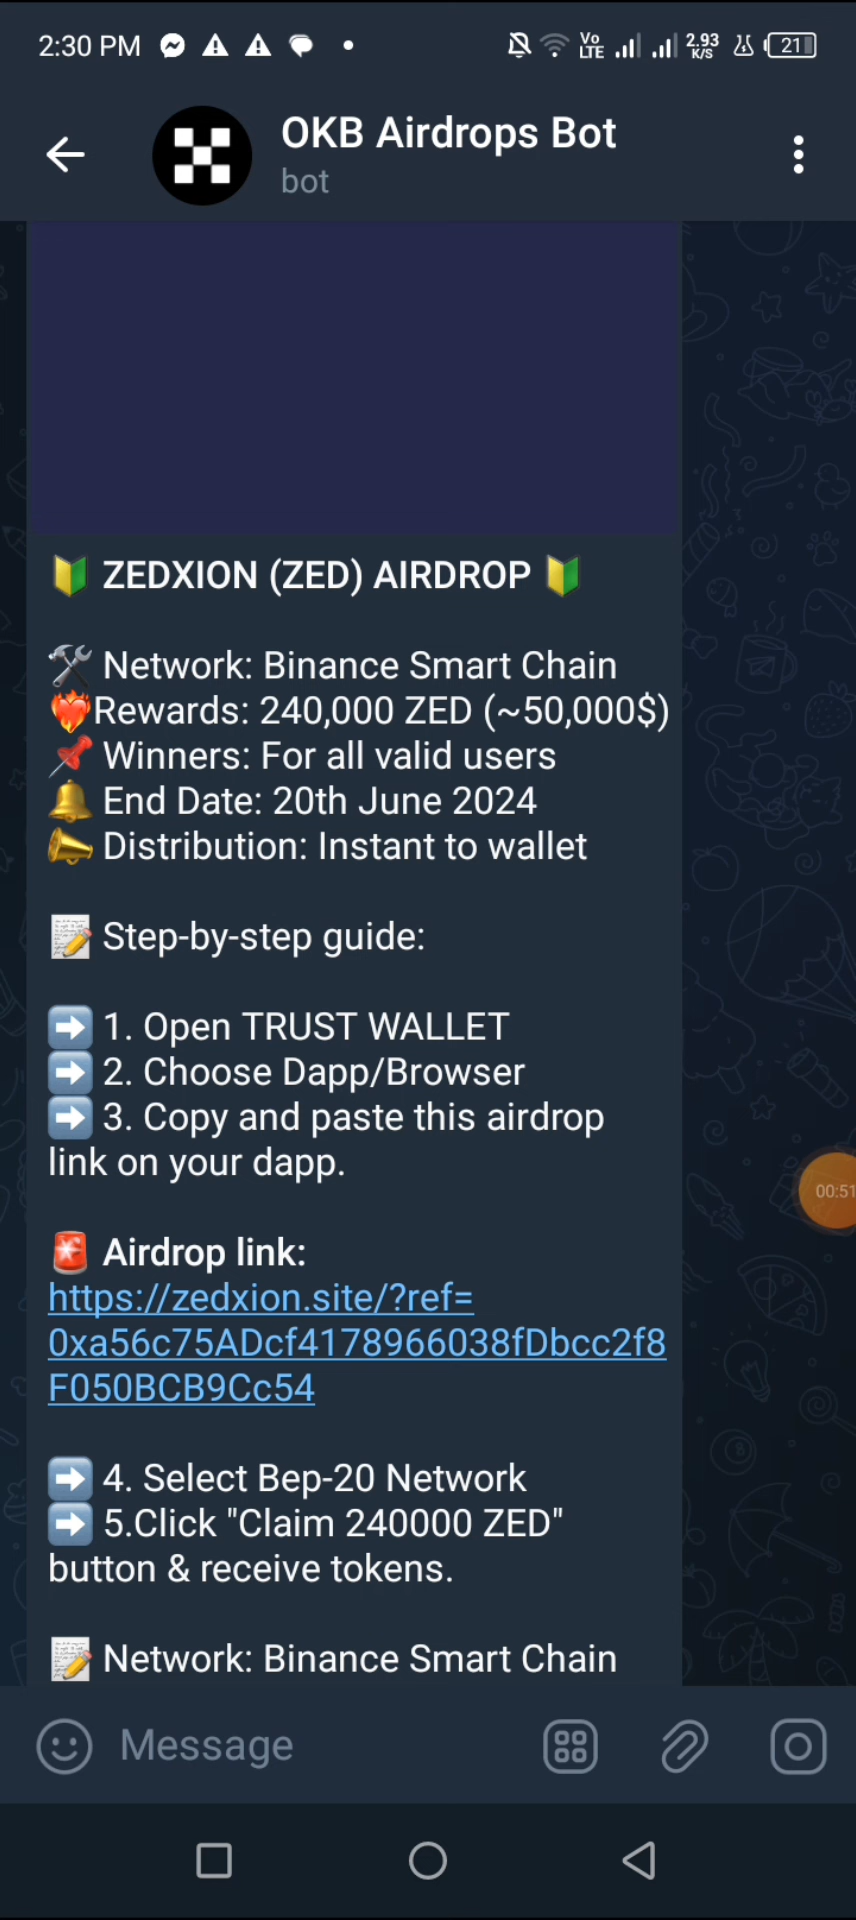 2:30 PM
Vo LTE
2.93 K/S
21
OKB Airdrops Bot
bot
ZEDXION (ZED) AIRDROP
Network: Binance Smart Chain
Rewards: 240,000 ZED (~50,000$)
Winners: For all valid users
End Date: 20th June 2024
Distribution: Instant to wallet
Step-by-step guide:
1. Open TRUST WALLET
2. Choose Dapp/Browser
3. Copy and paste this airdrop
link on your dapp.
Airdrop link:
https://zedxion.site/?ref=
0xa56c75ADcf4178966038fDbcc2f8
F050BCB9Cc54
4. Select Bep-20 Network
5.Click "Claim 240000 ZED"
button & receive tokens.
Network: Binance Smart Chain
00:51
Message